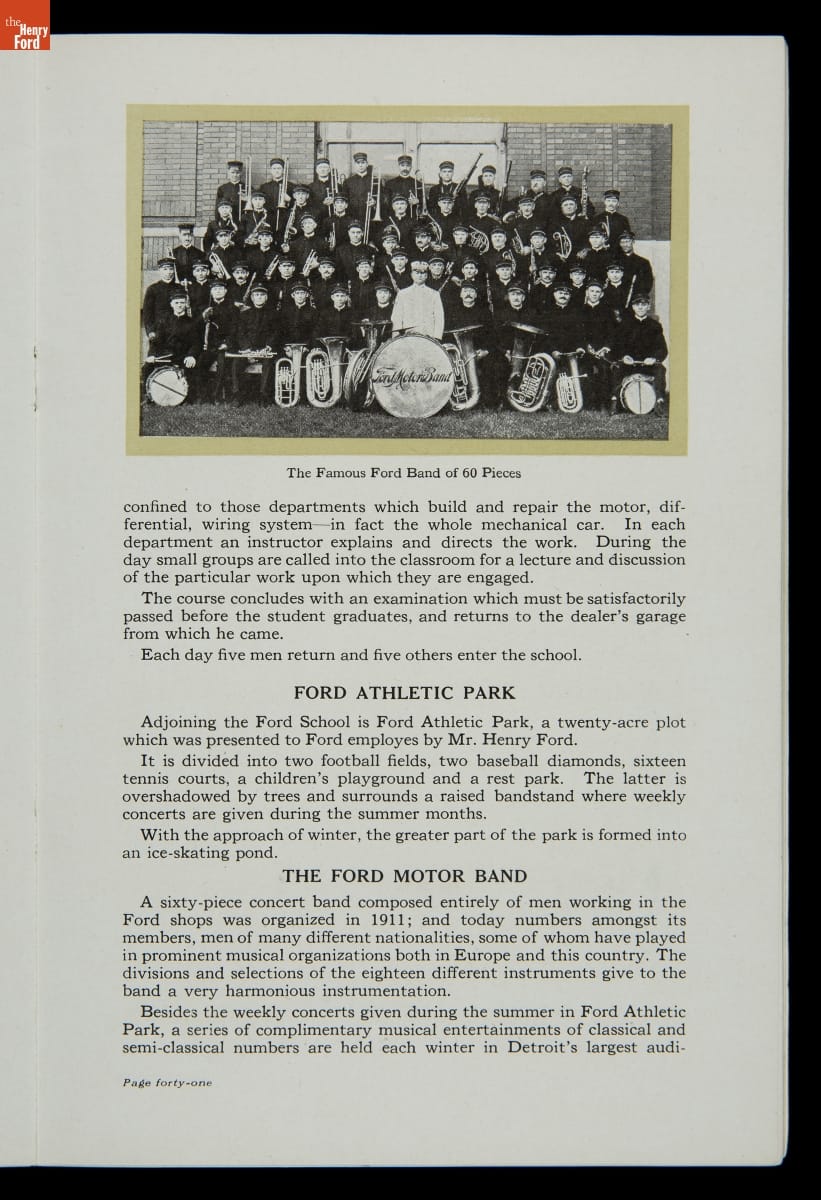 the
Henry
Ford
Ford Motor Band
The Famous Ford Band of 60 Pieces
confined to those departments which build and repair the motor, dif-
ferential, wiring system—in fact the whole mechanical car. In each
department an instructor explains and directs the work. During the
day small groups are called into the classroom for a lecture and discussion
of the particular work upon which they are engaged.
The course concludes with an examination which must be satisfactorily
passed before the student graduates, and returns to the dealer's garage
from which he came.
Each day five men return and five others enter the school.
FORD ATHLETIC PARK
Adjoining the Ford School is Ford Athletic Park, a twenty-acre plot
which was presented to Ford employes by Mr. Henry Ford.
It is divided into two football fields, two baseball diamonds, sixteen
tennis courts, a children's playground and a rest park. The latter is
overshadowed by trees and surrounds a raised bandstand where weekly
concerts are given during the summer months.
With the approach of winter, the greater part of the park is formed into
an ice-skating pond.
THE FORD MOTOR BAND
A sixty-piece concert band composed entirely of men working in the
Ford shops was organized in 1911; and today numbers amongst its
members, men of many different nationalities, some of whom have played
in prominent musical organizations both in Europe and this country. The
divisions and selections of the eighteen different instruments give to the
band a very harmonious instrumentation.
Besides the weekly concerts given during the summer in Ford Athletic
Park, a series of complimentary musical entertainments of classical and
semi-classical numbers are held each winter in Detroit's largest audi-
Page forty-one